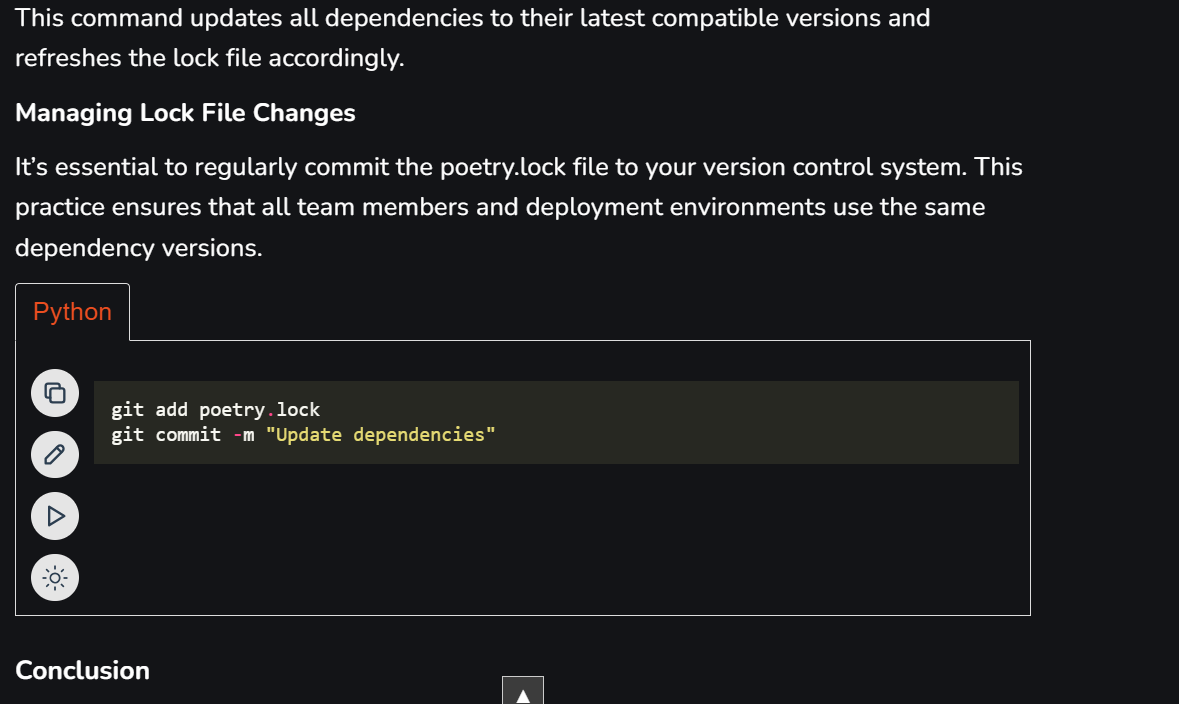 This command updates all dependencies to their latest compatible versions and
refreshes the lock file accordingly.
Managing Lock File Changes
It’s essential to regularly commit the poetry.lock file to your version control system. This
practice ensures that all team members and deployment environments use the same
dependency versions.
Python
git add poetry.lock
git commit -m "Update dependencies"
Conclusion